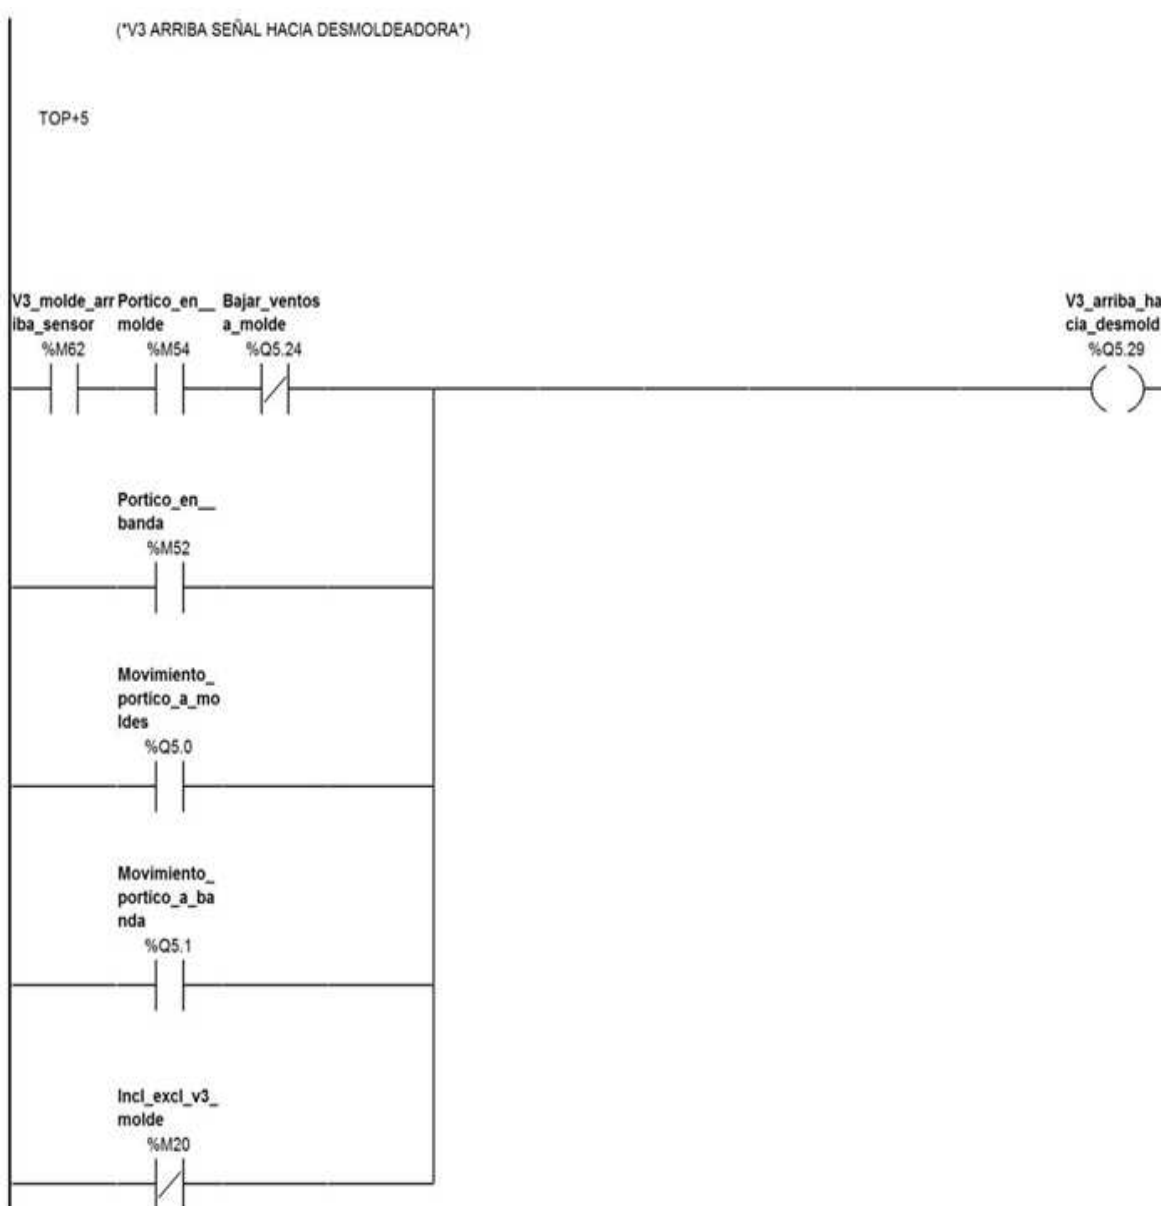 ("V3 ARRIBA SEÑAL HACIA DESMOLDEADORA*)
TOP+5
V3_molde_arr Portico_en__ Bajar_ventos V3_arriba_ha
iba_sensor molde a_molde cia_desmold
%M62 %M54 %Q5.24 %Q5.29
Portico_en__
banda
%M52
Movimiento_
portico_a_mo
ldes
%Q5.0
Movimiento_
portico_a_ba
nda
%Q5.1
Incl_excl_v3_
molde
%M20